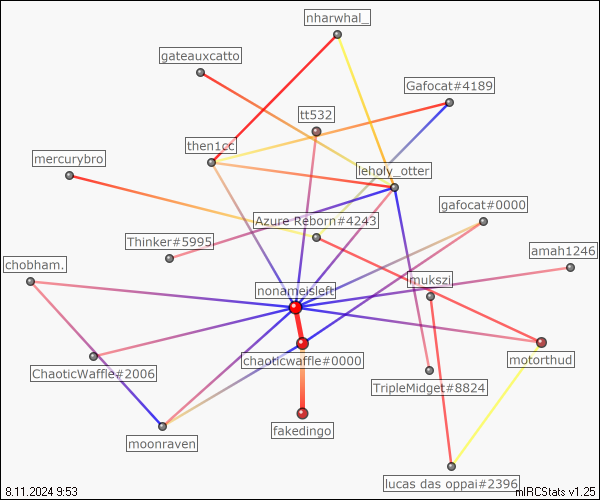 nharwhal_
gateauxcatto
Gafocat#4189
tt532
then1cc
mercurybro
leholy_otter
gafocat#0000
Azure Reborn#4243
Thinker#5995
amah1246
chobham.
mukszi
nonameisleft
chaoticwaffle#0000
motorthud
ChaoticWaffle#2006
TripleMidget#8824
fakedingo
moonraven
lucas das oppai#2396
8.11.2024 9:53
mIRCStats v1.25